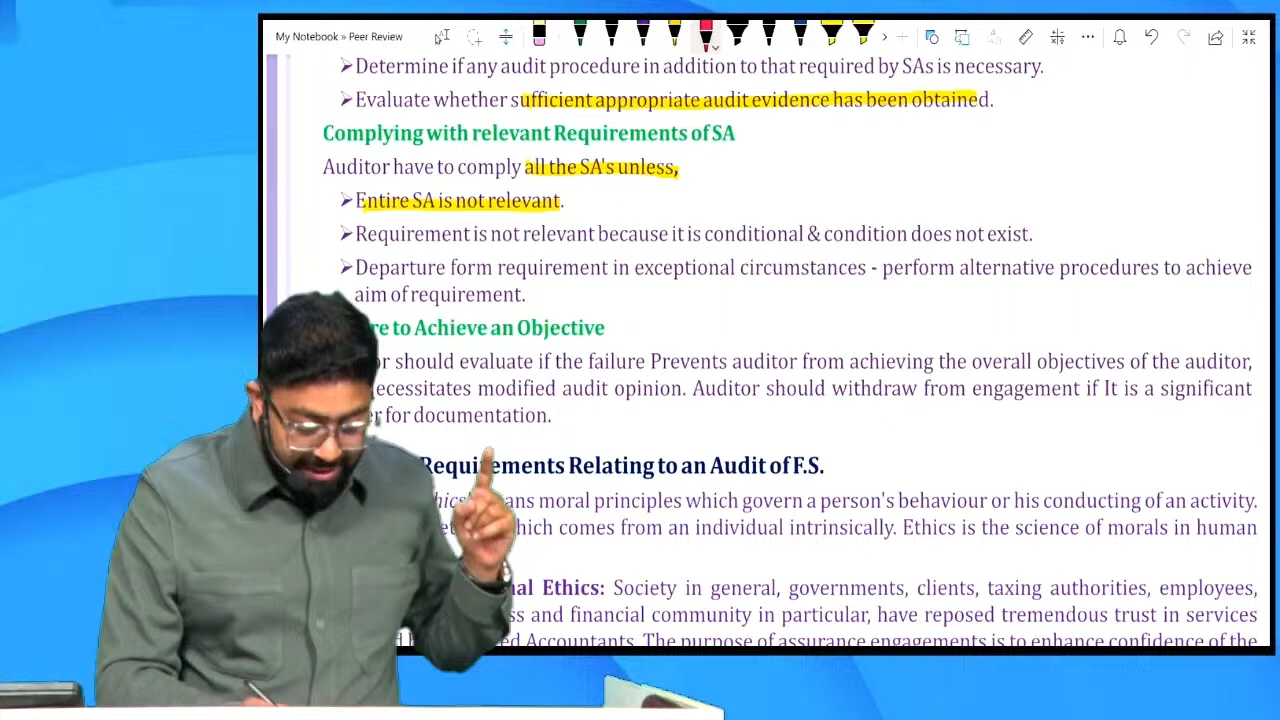 My Notebook » Peer Review
➢Determine if any audit procedure in addition to that required by SAs is necessary.
➢Evaluate whether sufficient appropriate audit evidence has been obtained.
Complying with relevant Requirements of SA
Auditor have to comply all the SA's unless,
➢Entire SA is not relevant.
➢Requirement is not relevant because it is conditional & condition does not exist.
➢Departure form requirement in exceptional circumstances - perform alternative procedures to achieve
aim of requirement.
to Achieve an Objective
should evaluate if the failure Prevents auditor from achieving the overall objectives of the auditor,
modified audit opinion. Auditor should withdraw from engagement if It is a significant
for documentation.
Requirements Relating to an Audit of F.S.
moral principles which govern a person's behaviour or his conducting of an activity.
which comes from an individual intrinsically. Ethics is the science of morals in human
Ethics: Society in general, governments, clients, taxing authorities, employees,
and financial community in particular, have reposed tremendous trust in services
Accountants. The purpose of assurance engagements is to enhance confidence of the